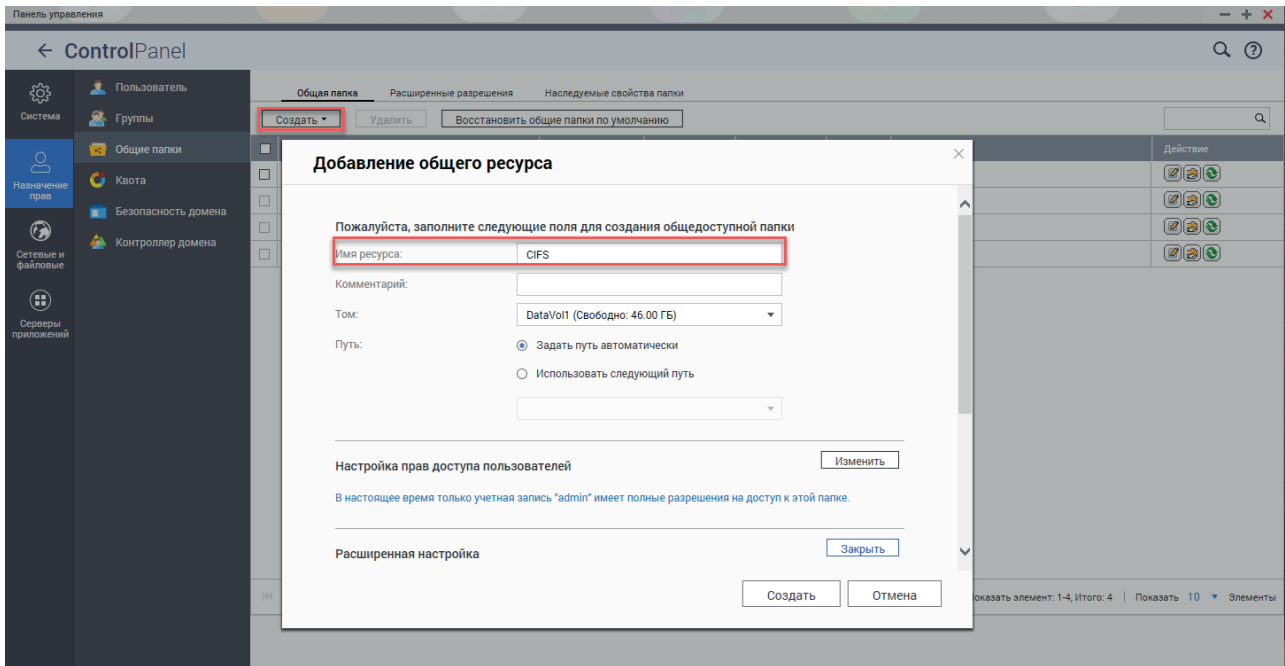 Панель управления
ControlPanel
Система
Назначение
прав
Сетевые и
файловые
Серверы
приложений
Пользователь
Группы
Общие папки
Квота
Безопасность домена
Контроллер домена
Общая папка Расширенные разрешения Наследуемые свойства папки
Создать Удалить Восстановить общие папки по умолчанию
Действие
Добавление общего ресурса
Пожалуйста, заполните следующие поля для создания общедоступной папки
Имя ресурса: CIFS
Комментарий:
Том: DataVol1 (Свободно: 46.00 ГБ)
Путь: Задать путь автоматически
Использовать следующий путь
Настройка прав доступа пользователей Изменить
В настоящее время только учетная запись "admin" имеет полные разрешения на доступ к этой папке.
Расширенная настройка Закрыть
Создать Отмена
оказать элемент: 1-4, Итого: 4 | Показать 10 Элементы